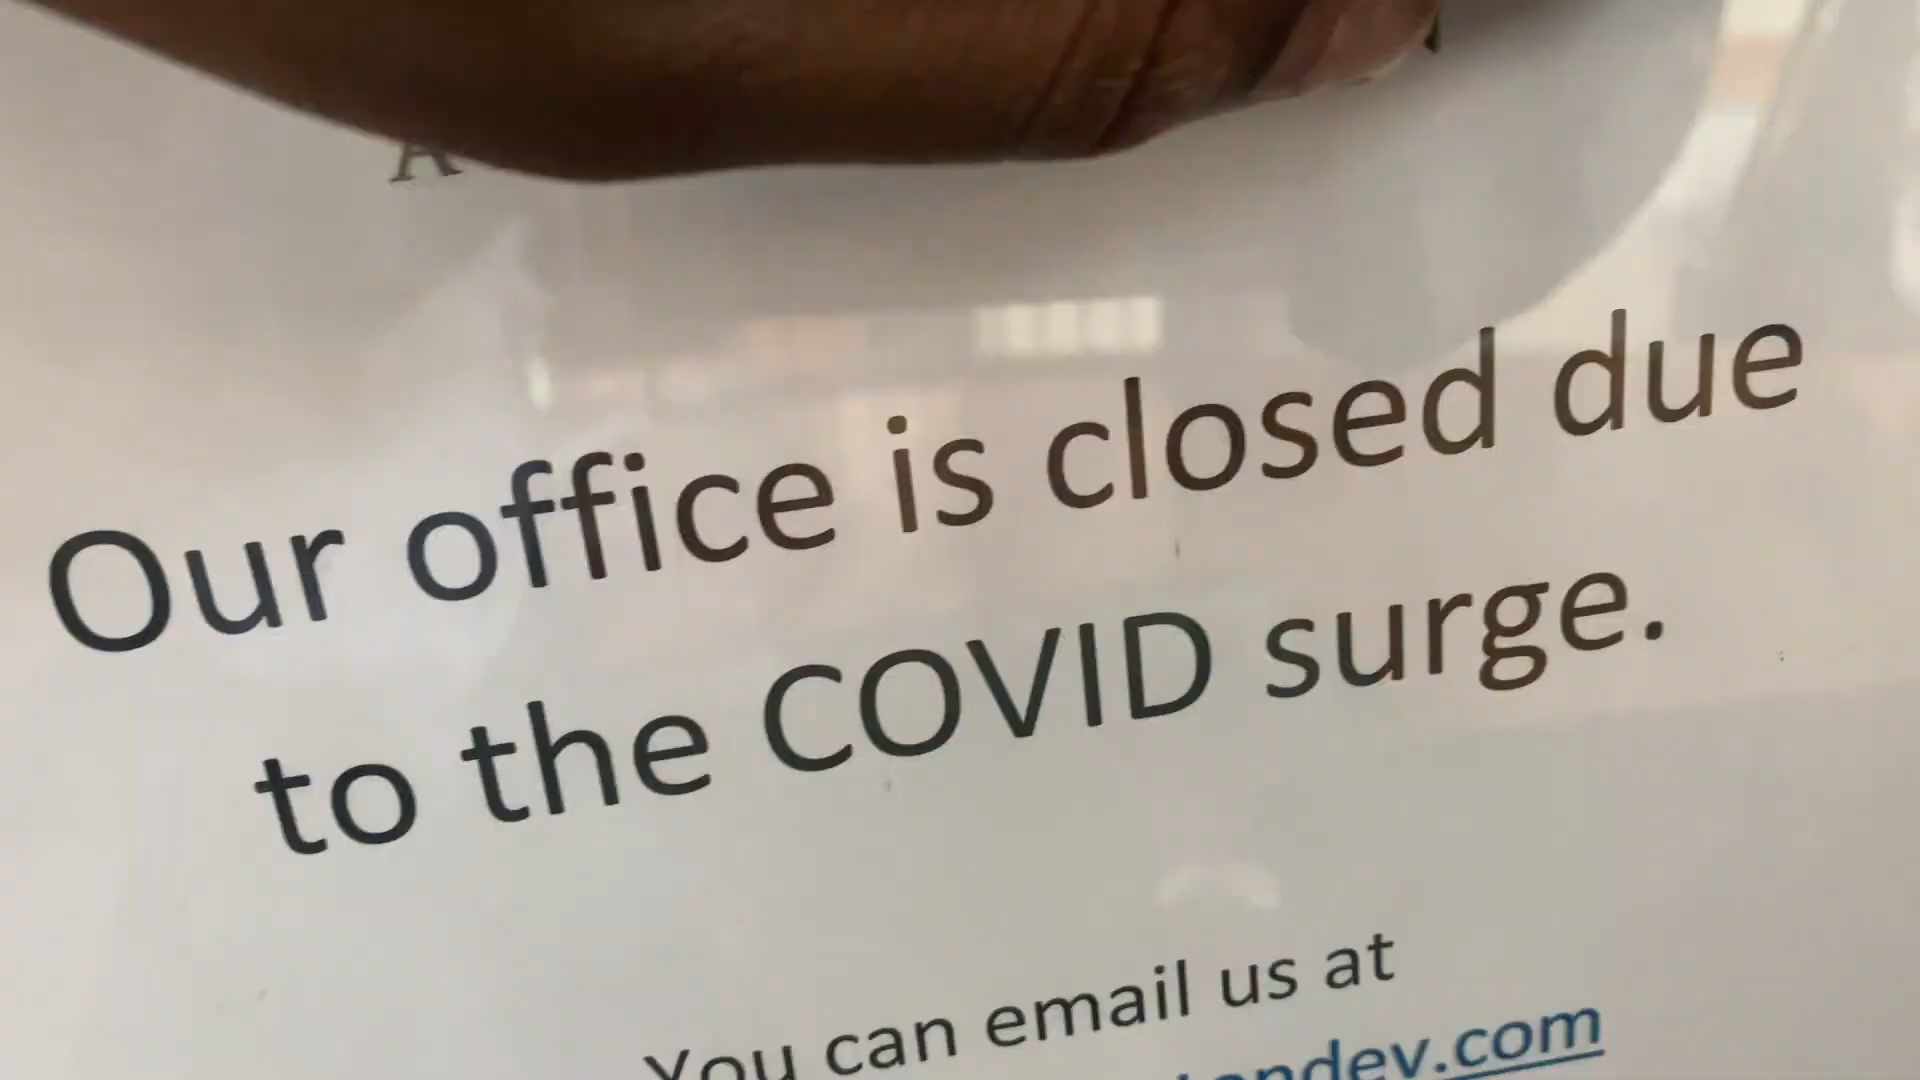 Our office is closed due
to the COVID surge.
You can email us at